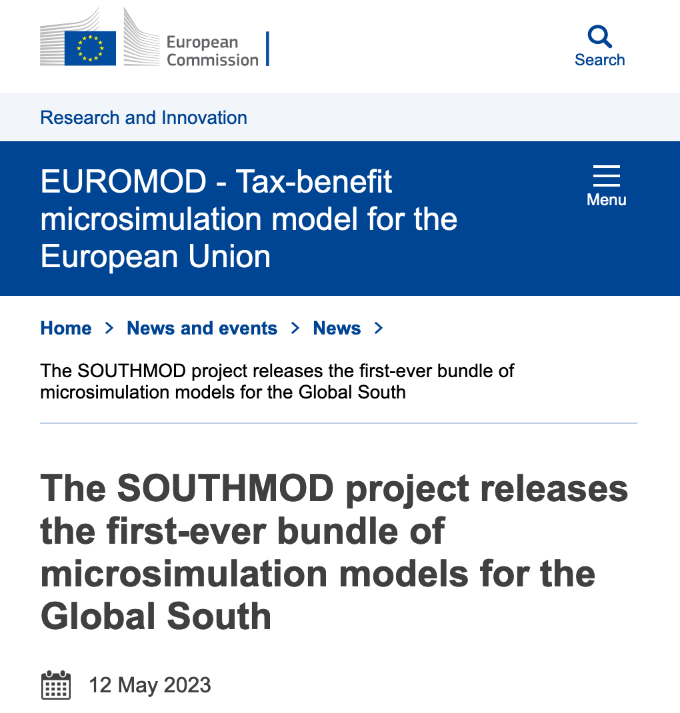 European
Commission
Search
Research and Innovation
EUROMOD - Tax-benefit
microsimulation model for the
European Union
Menu
Home > News and events > News >
The SOUTHMOD project releases the first-ever bundle of
microsimulation models for the Global South
The SOUTHMOD project releases
the first-ever bundle of
microsimulation models for the
Global South
12 May 2023